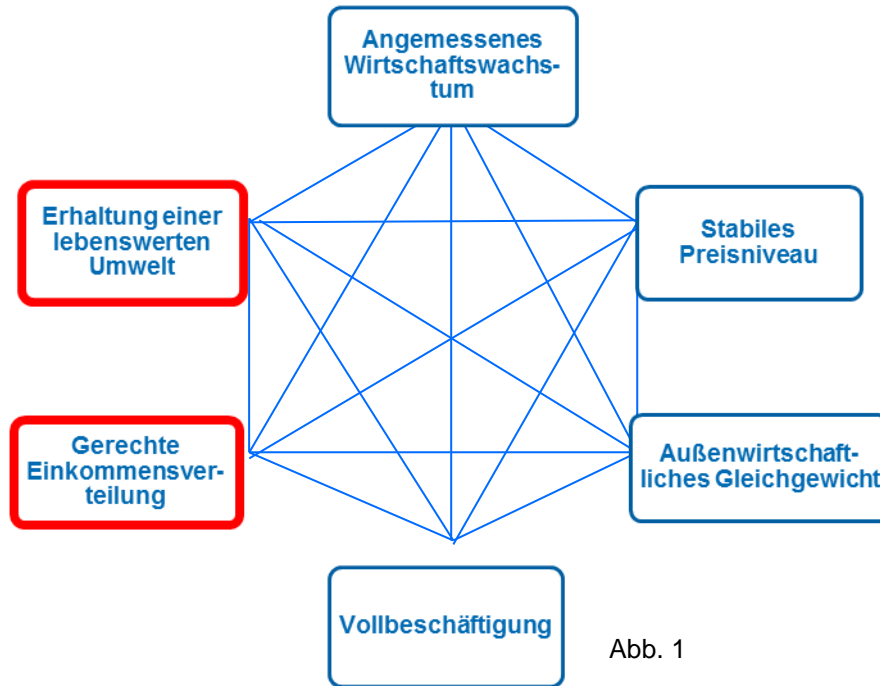 Angemessenes
Wirtschaftswachs-
tum
Erhaltung einer
lebenswerten
Umwelt
Stabiles
Preisniveau
Gerechte
Einkommensver-
teilung
Außenwirtschaft-
liches Gleichgewicht
Vollbeschäftigung
Abb. 1